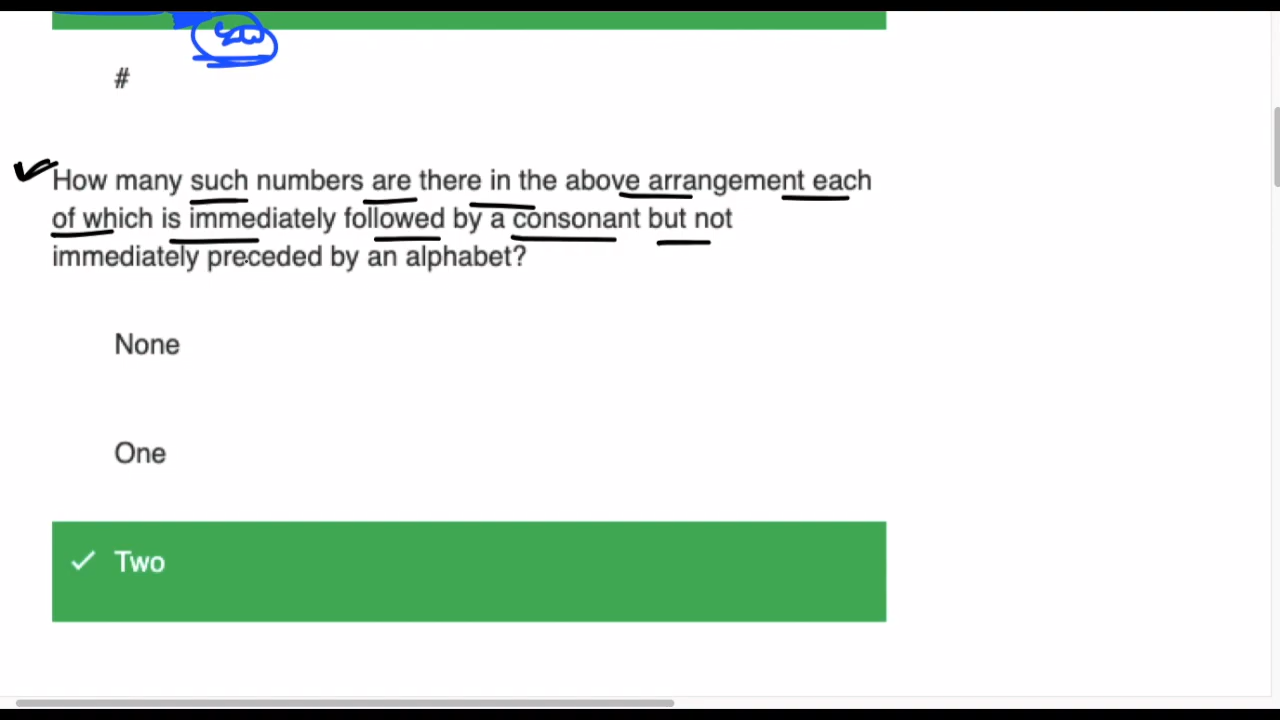 #
How many such numbers are there in the above arrangement each
of which is immediately followed by a consonant but not
immediately preceded by an alphabet?
None
One
Two